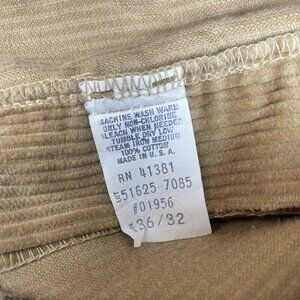 MACHINE WASH WARM
ONLY NON-CHLORINE
BLEACH WHEN NEEDED
TUMBLE DRY LOW
STEAM IRON MEDIUM
100% COTTON
MADE IN U.S.A.
RN 41381
51625-7085
#01956
36/32